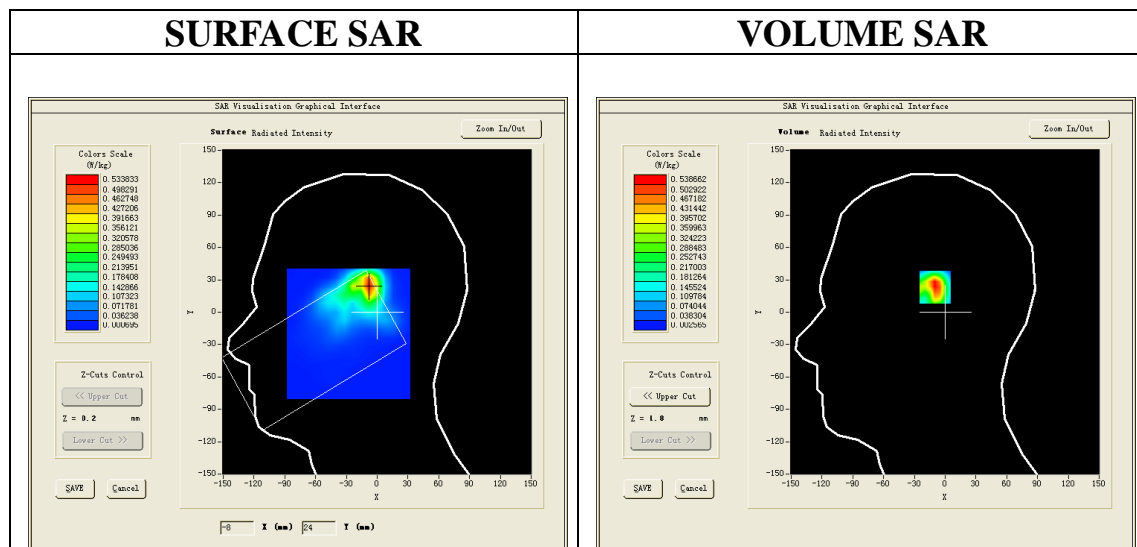 SURFACE SAR
VOLUME SAR
SAR Visualisation Graphical Interface
Surface Radiated Intensity
Zoom In/Out
Colors Scale
(W/kg)
0.533833
0.498291
0.462748
0.427206
0.391663
0.356121
0.320578
0.285036
0.249493
0.213951
0.178408
0.142866
0.107323
0.071781
0.036238
0.000695
Z-Cuts Control
<< Upper Cut
Z = 0.2 mm
Lower Cut >>
SAVE Cancel
150
120
90
60
30
0
-30
-60
-90
-120
-150
Y
-150 -120 -90 -60 -30 0 30 60 90 120 150
X
-8 X (mm) 24 Y (mm)
SAR Visualisation Graphical Interface
Volume Radiated Intensity
Zoom In/Out
Colors Scale
(W/kg)
0.538662
0.502922
0.467182
0.431442
0.395702
0.359963
0.324223
0.288483
0.252743
0.217003
0.181264
0.145524
0.109784
0.074044
0.038304
0.002565
Z-Cuts Control
<< Upper Cut
Z = 1.8 mm
Lower Cut >>
SAVE Cancel
150
120
90
60
30
0
-30
-60
-90
-120
-150
Y
-150 -120 -90 -60 -30 0 30 60 90 120 150
X